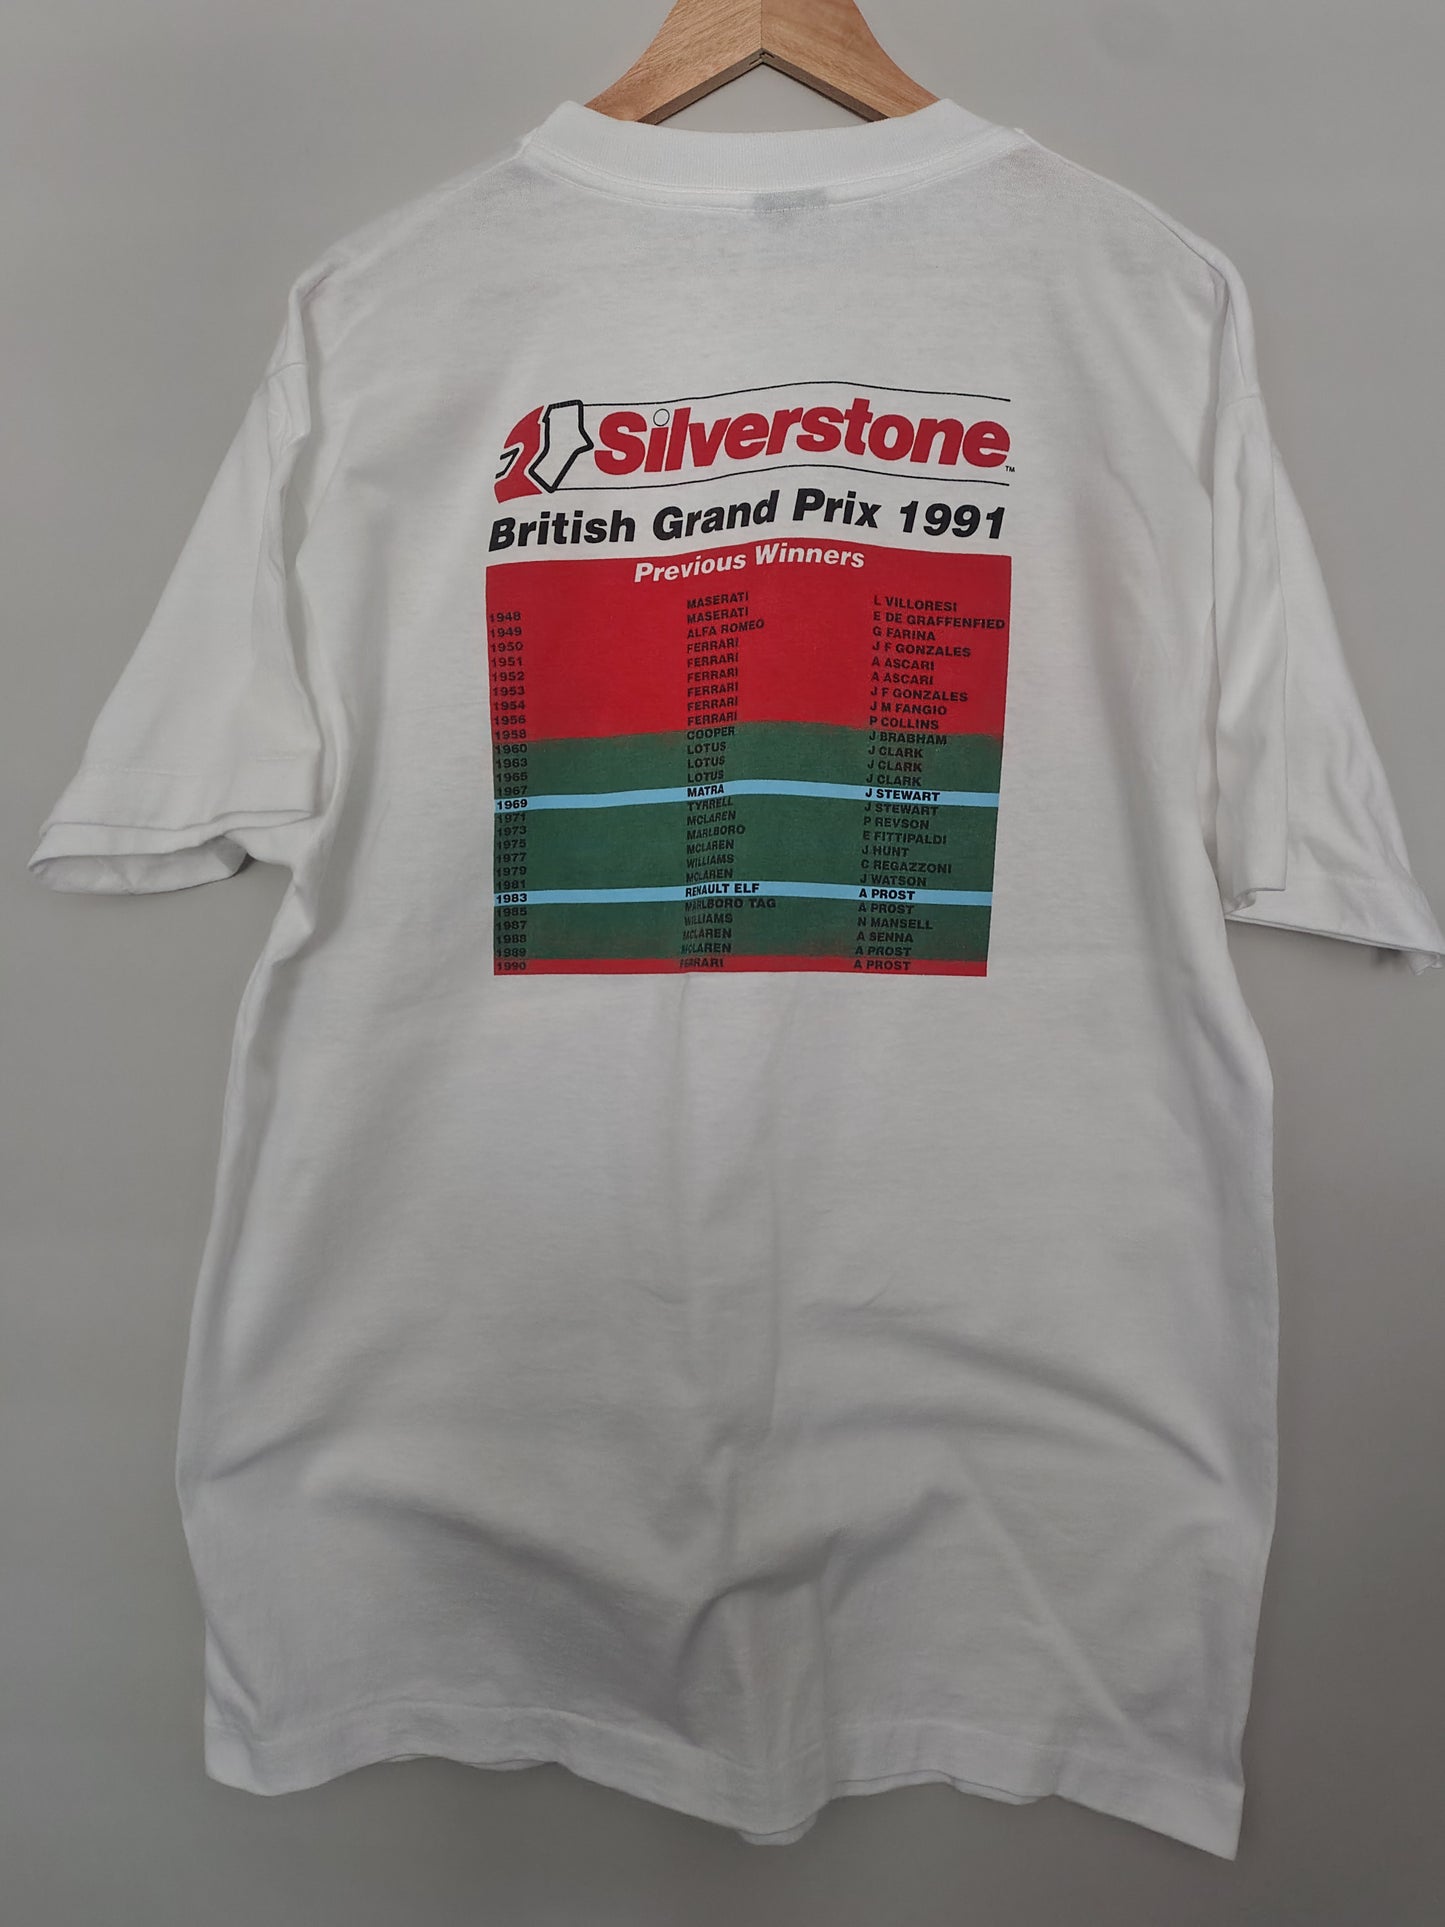 Silverstone™
British Grand Prix 1991
Previous Winners
1948 MASERATI L VILLORESI
1949 MASERATI E DE GRAFFENFIED
1950 ALFA ROMEO G FARINA
1951 FERRARI J F GONZALES
1952 FERRARI A ASCARI
1953 FERRARI A ASCARI
1954 FERRARI J F GONZALES
1956 FERRARI J M FANGIO
1958 FERRARI P COLLINS
1960 COOPER J BRABHAM
1963 LOTUS J CLARK
1965 LOTUS J CLARK
1967 LOTUS J CLARK
1969 MATRA J STEWART
1971 TYRRELL J STEWART
1973 MCLAREN P REVSON
1975 MARLBORO E FITTIPALDI
1977 MCLAREN J HUNT
1979 WILLIAMS C REGAZZONI
1981 MCLAREN J WATSON
1983 RENAULT ELF A PROST
1985 MARLBORO TAG A PROST
1987 WILLIAMS N MANSELL
1988 MCLAREN A SENNA
1989 MCLAREN A PROST
1990 FERRARI A PROST